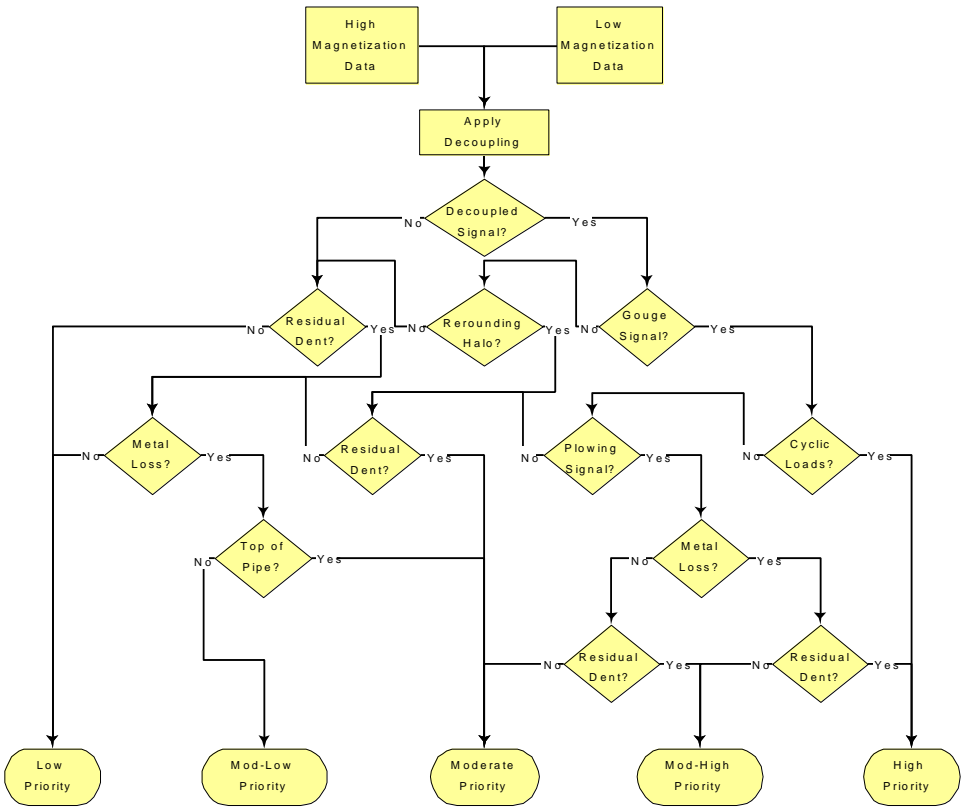 High
Magnetization
Data
Low
Magnetization
Data
Apply
Decoupling
Decoupled
Signal?
No
Yes
Residual
Dent?
No
Yes
Rerounding
Halo?
No
Yes
Gouge
Signal?
No
Yes
Metal
Loss?
No
Yes
Residual
Dent?
No
Yes
Plowing
Signal?
No
Yes
Cyclic
Loads?
No
Yes
Top of
Pipe?
No
Yes
Metal
Loss?
No
Yes
Residual
Dent?
No
Yes
Residual
Dent?
No
Yes
Low
Priority
Mod-Low
Priority
Moderate
Priority
Mod-High
Priority
High
Priority